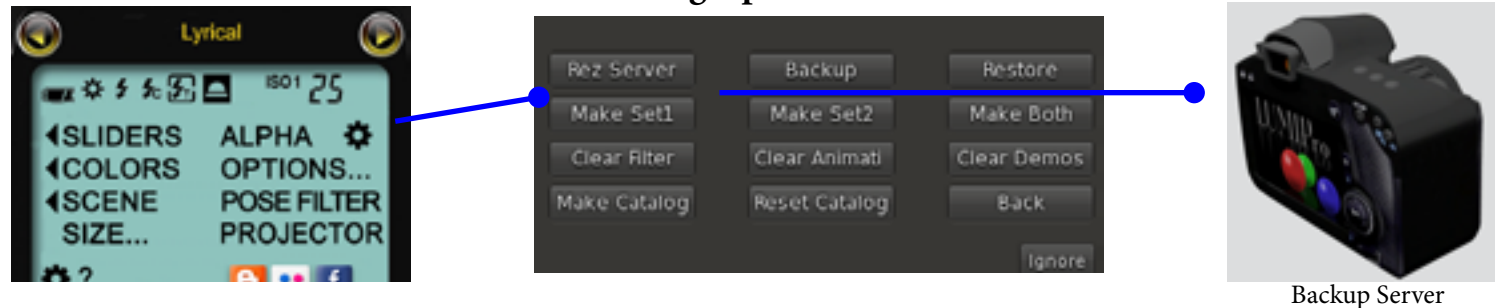 Lyrical
ISO1 25
SLIDERS ALPHA
COLORS OPTIONS...
SCENE POSE FILTER
SIZE... PROJECTOR
?
Rez Server Backup Restore
Make Set1 Make Set2 Make Both
Clear Filter Clear Animati Clear Demos
Make Catalog Reset Catalog Back
Ignore
Backup Server